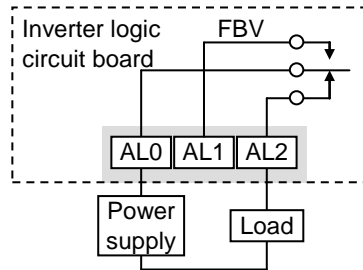 Inverter logic
circuit board
FBV
AL0 AL1 AL2
Power
supply
Load